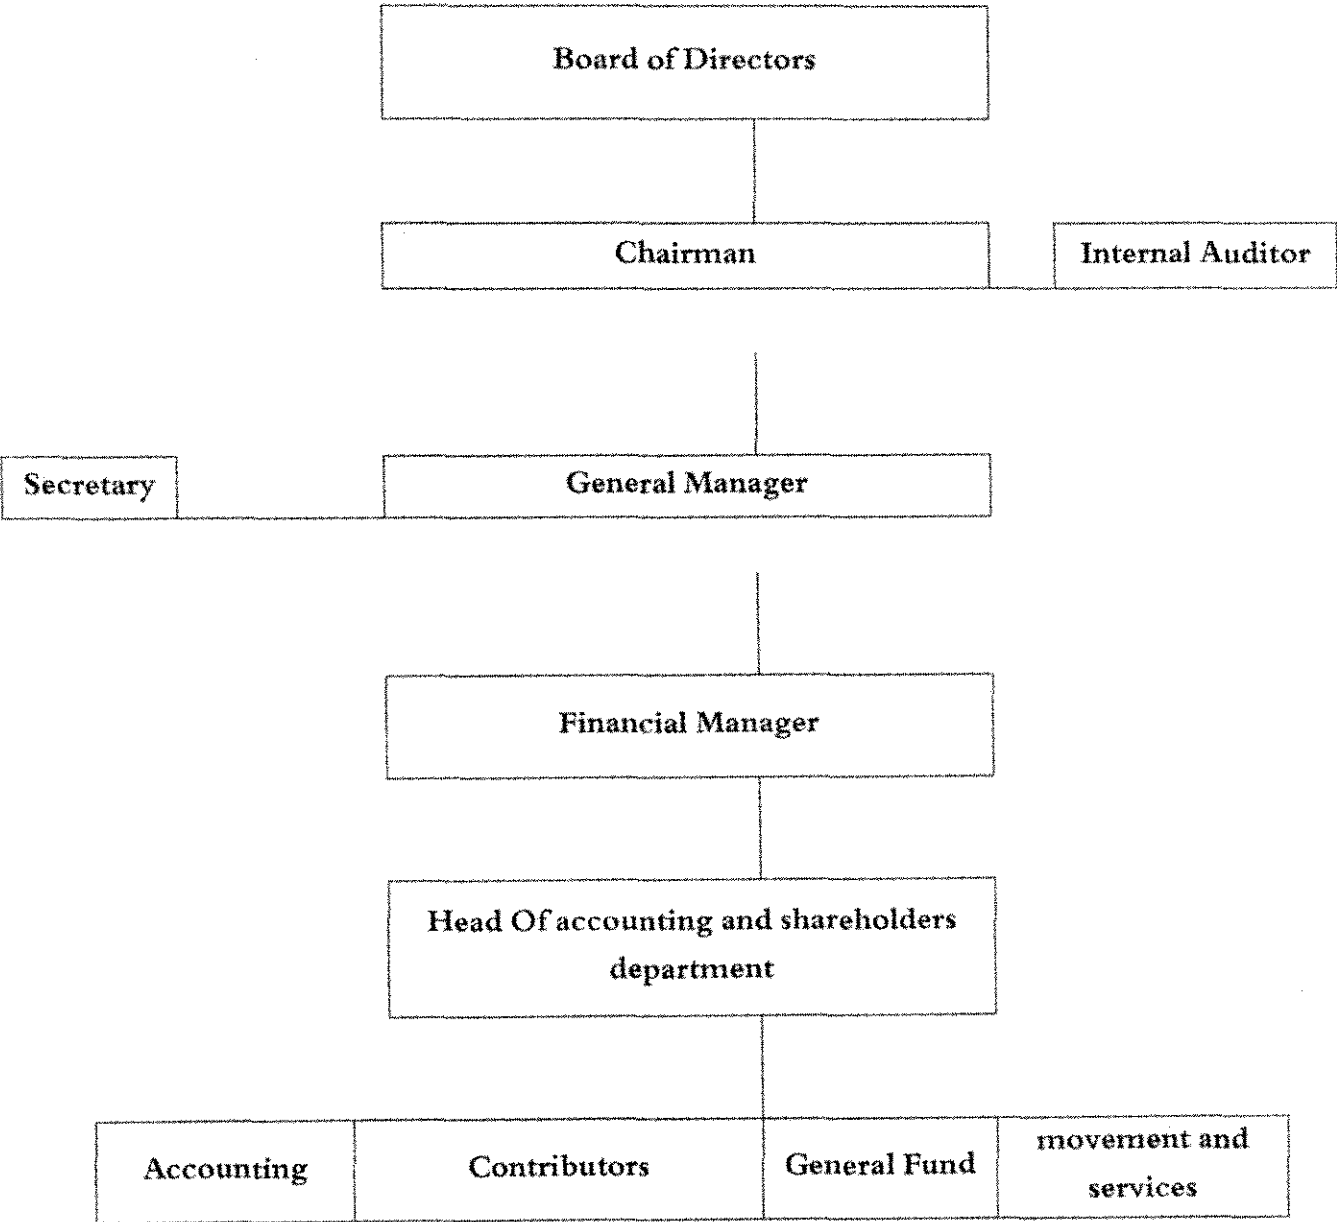 Board of Directors
Chairman
Internal Auditor
Secretary
General Manager
Financial Manager
Head Of accounting and shareholders
department
Accounting
Contributors
General Fund
movement and
services